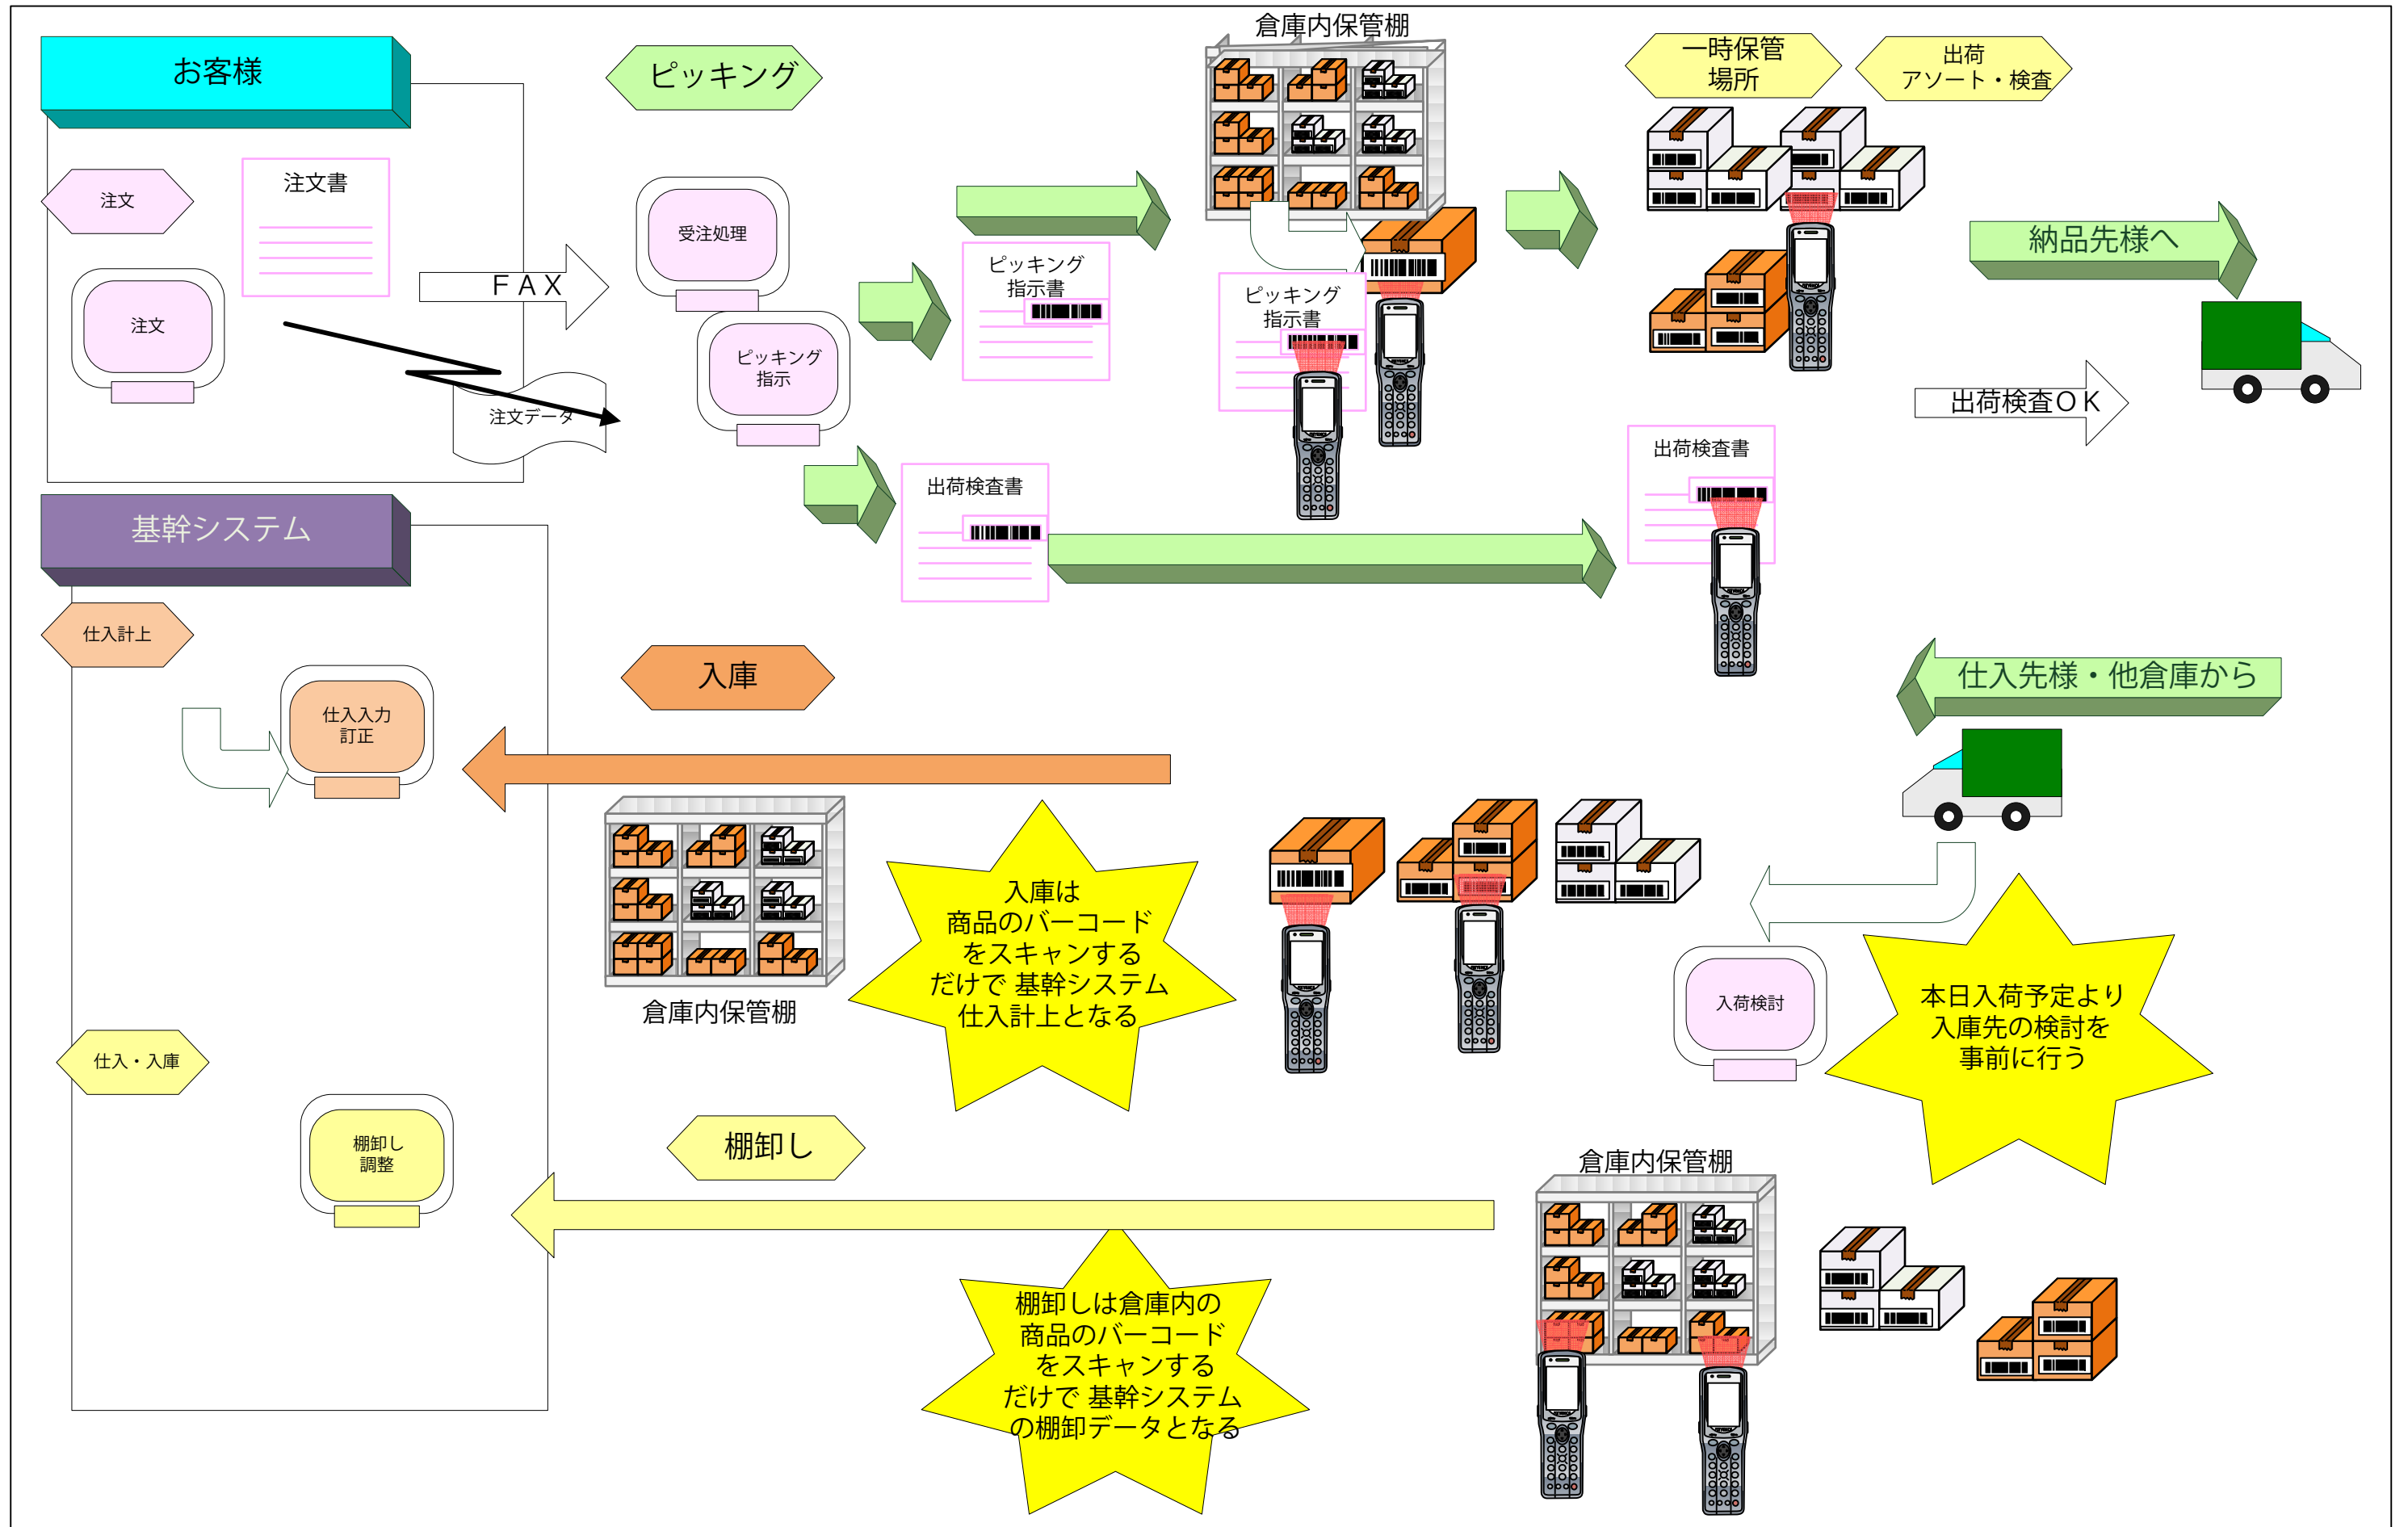 お客様
注文
注文書
注文
ＦＡＸ
注文データ
ピッキング
受注処理
ピッキング
指示
ピッキング
指示書
出荷検査書
倉庫内保管棚
ピッキング
指示書
一時保管
場所
出荷
アソート・検査
納品先様へ
出荷検査ＯＫ
出荷検査書
基幹システム
仕入計上
仕入入力
訂正
入庫
仕入先様・他倉庫から
倉庫内保管棚
入庫は
商品のバーコード
をスキャンする
だけで 基幹システム
仕入計上となる
入荷検討
本日入荷予定より
入庫先の検討を
事前に行う
仕入・入庫
棚卸し
調整
棚卸し
倉庫内保管棚
棚卸しは倉庫内の
商品のバーコード
をスキャンする
だけで 基幹システム
の棚卸データとなる